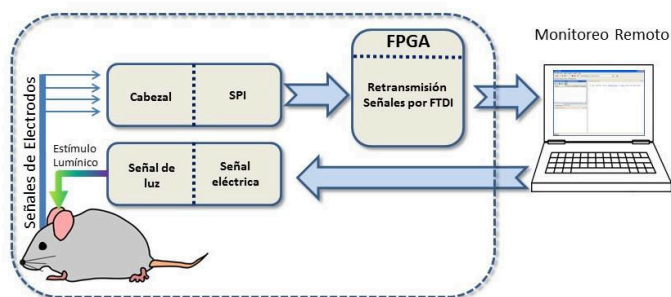 FPGA
Monitoreo Remoto
Cabezal
SPI
Retransmisión
Señales por FTDI
Señales de Electrodos
Estímulo
Lumínico
Señal de
luz
Señal
eléctrica